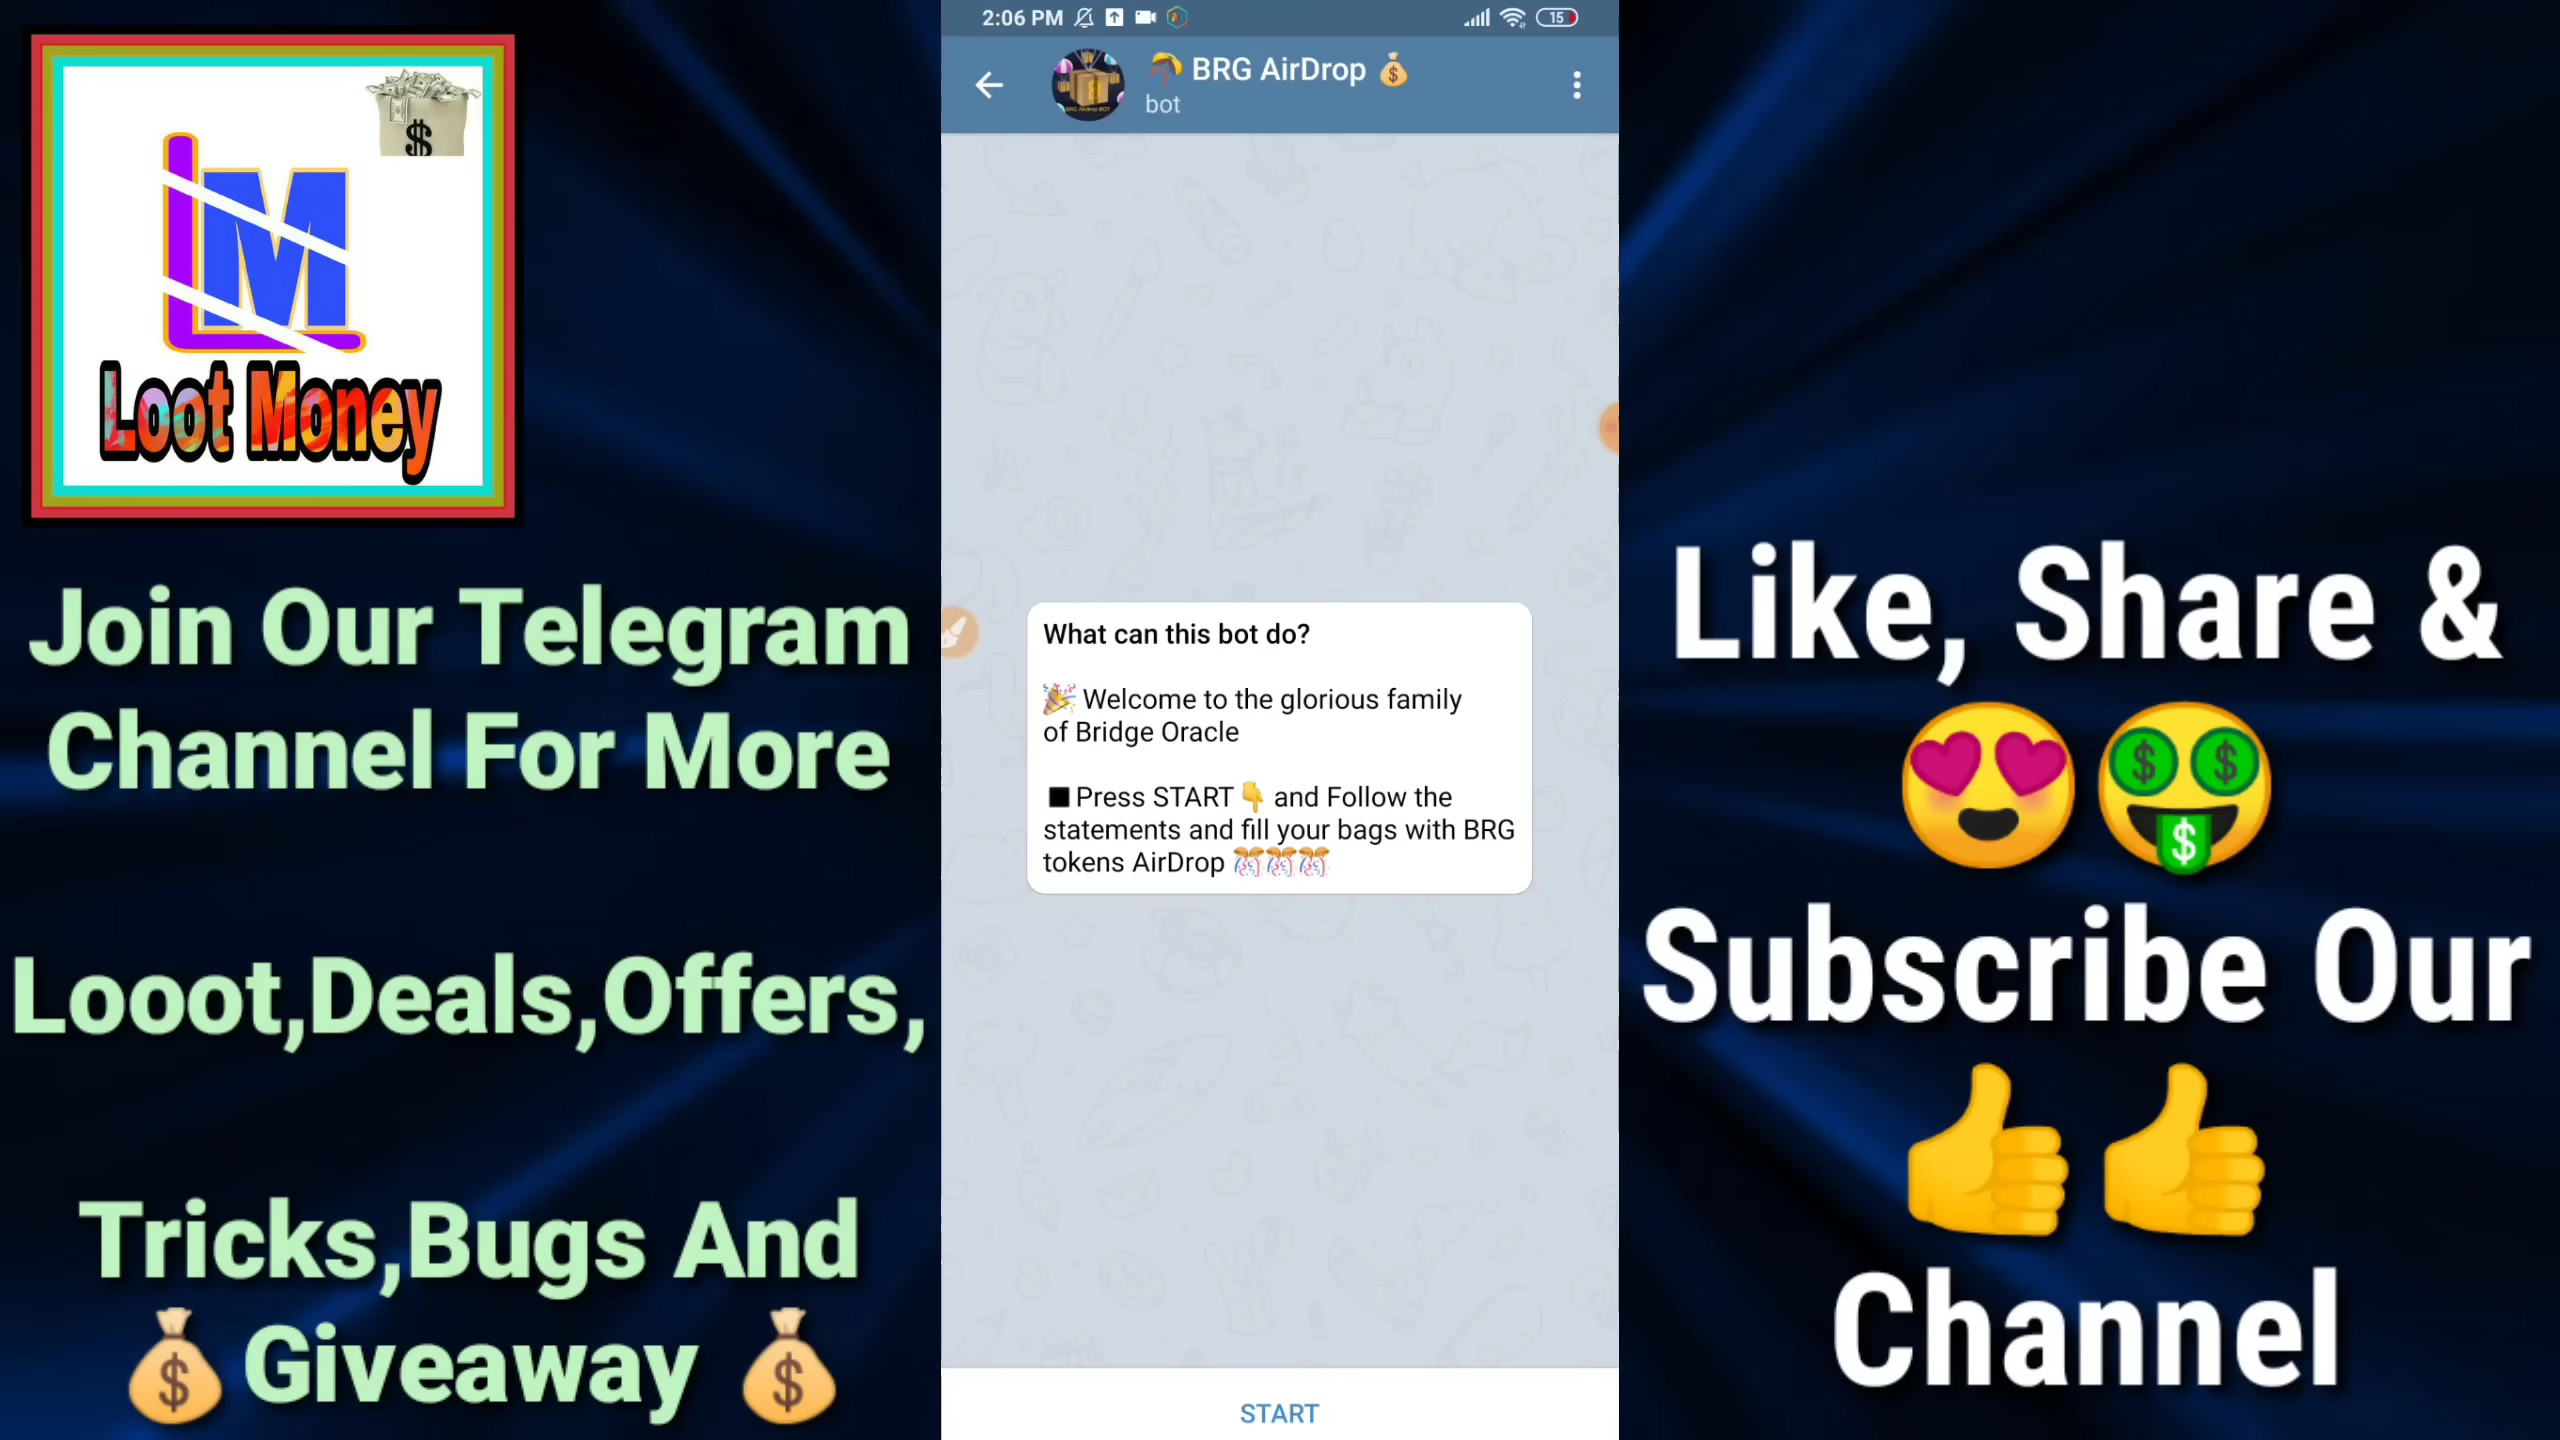 LM
Loot Money
Join Our Telegram
Channel For More
Looot,Deals,Offers,
Tricks,Bugs And
💰 Giveaway 💰
2:06 PM
15
🪂 BRG AirDrop 💰
bot
What can this bot do?
🎉 Welcome to the glorious family
of Bridge Oracle
◼️Press START👇 and Follow the
statements and fill your bags with BRG
tokens AirDrop 🎊🎊🎊
START
Like, Share &
😍🤑
Subscribe Our
👍👍
Channel